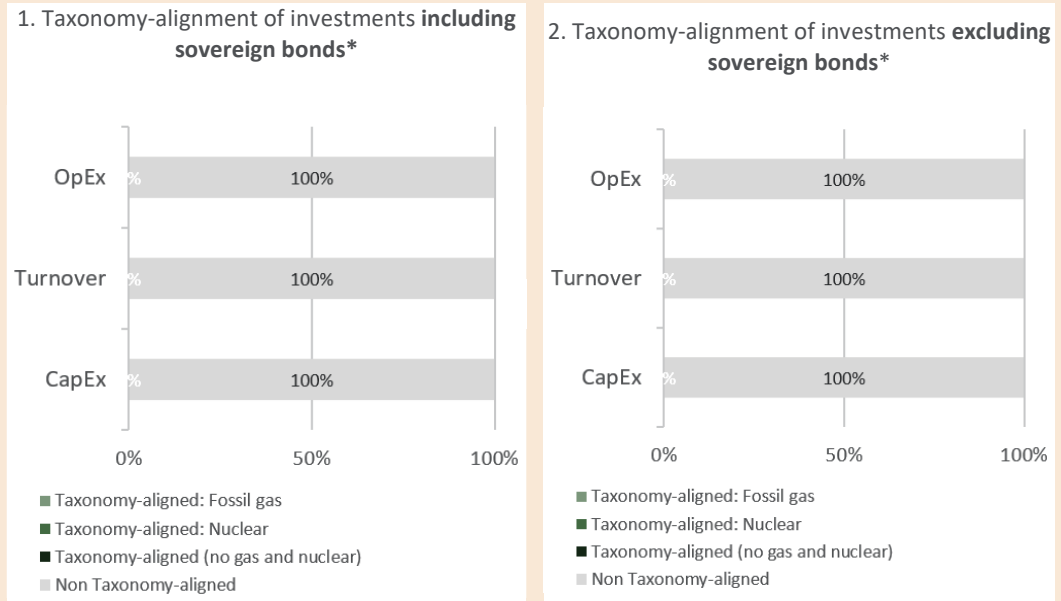 1. Taxonomy-alignment of investments including
sovereign bonds*
OpEx
%
100%
Turnover
%
100%
CapEx
%
100%
0%
50%
100%
Taxonomy-aligned: Fossil gas
Taxonomy-aligned: Nuclear
Taxonomy-aligned (no gas and nuclear)
Non Taxonomy-aligned
2. Taxonomy-alignment of investments excluding
sovereign bonds*
OpEx
%
100%
Turnover
%
100%
CapEx
%
100%
0%
50%
100%
Taxonomy-aligned: Fossil gas
Taxonomy-aligned: Nuclear
Taxonomy-aligned (no gas and nuclear)
Non Taxonomy-aligned